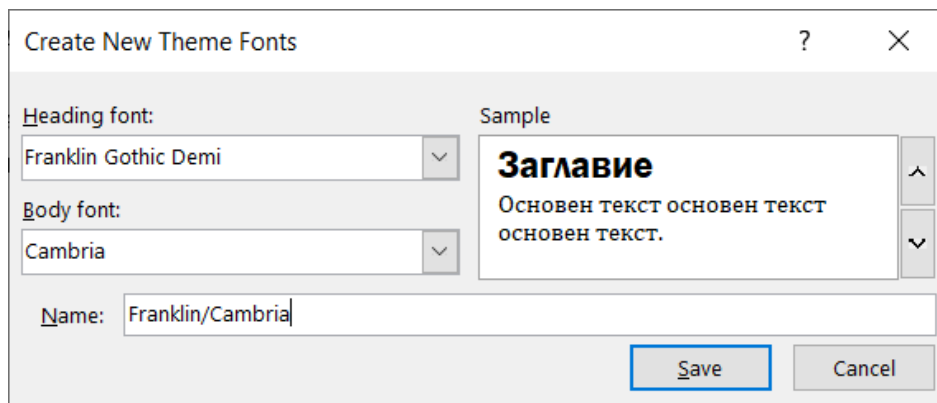 Create New Theme Fonts
?
Heading font:
Franklin Gothic Demi
Body font:
Cambria
Sample
Заглавие
Основен текст основен текст
основен текст.
Name:
Franklin/Cambria
Save
Cancel